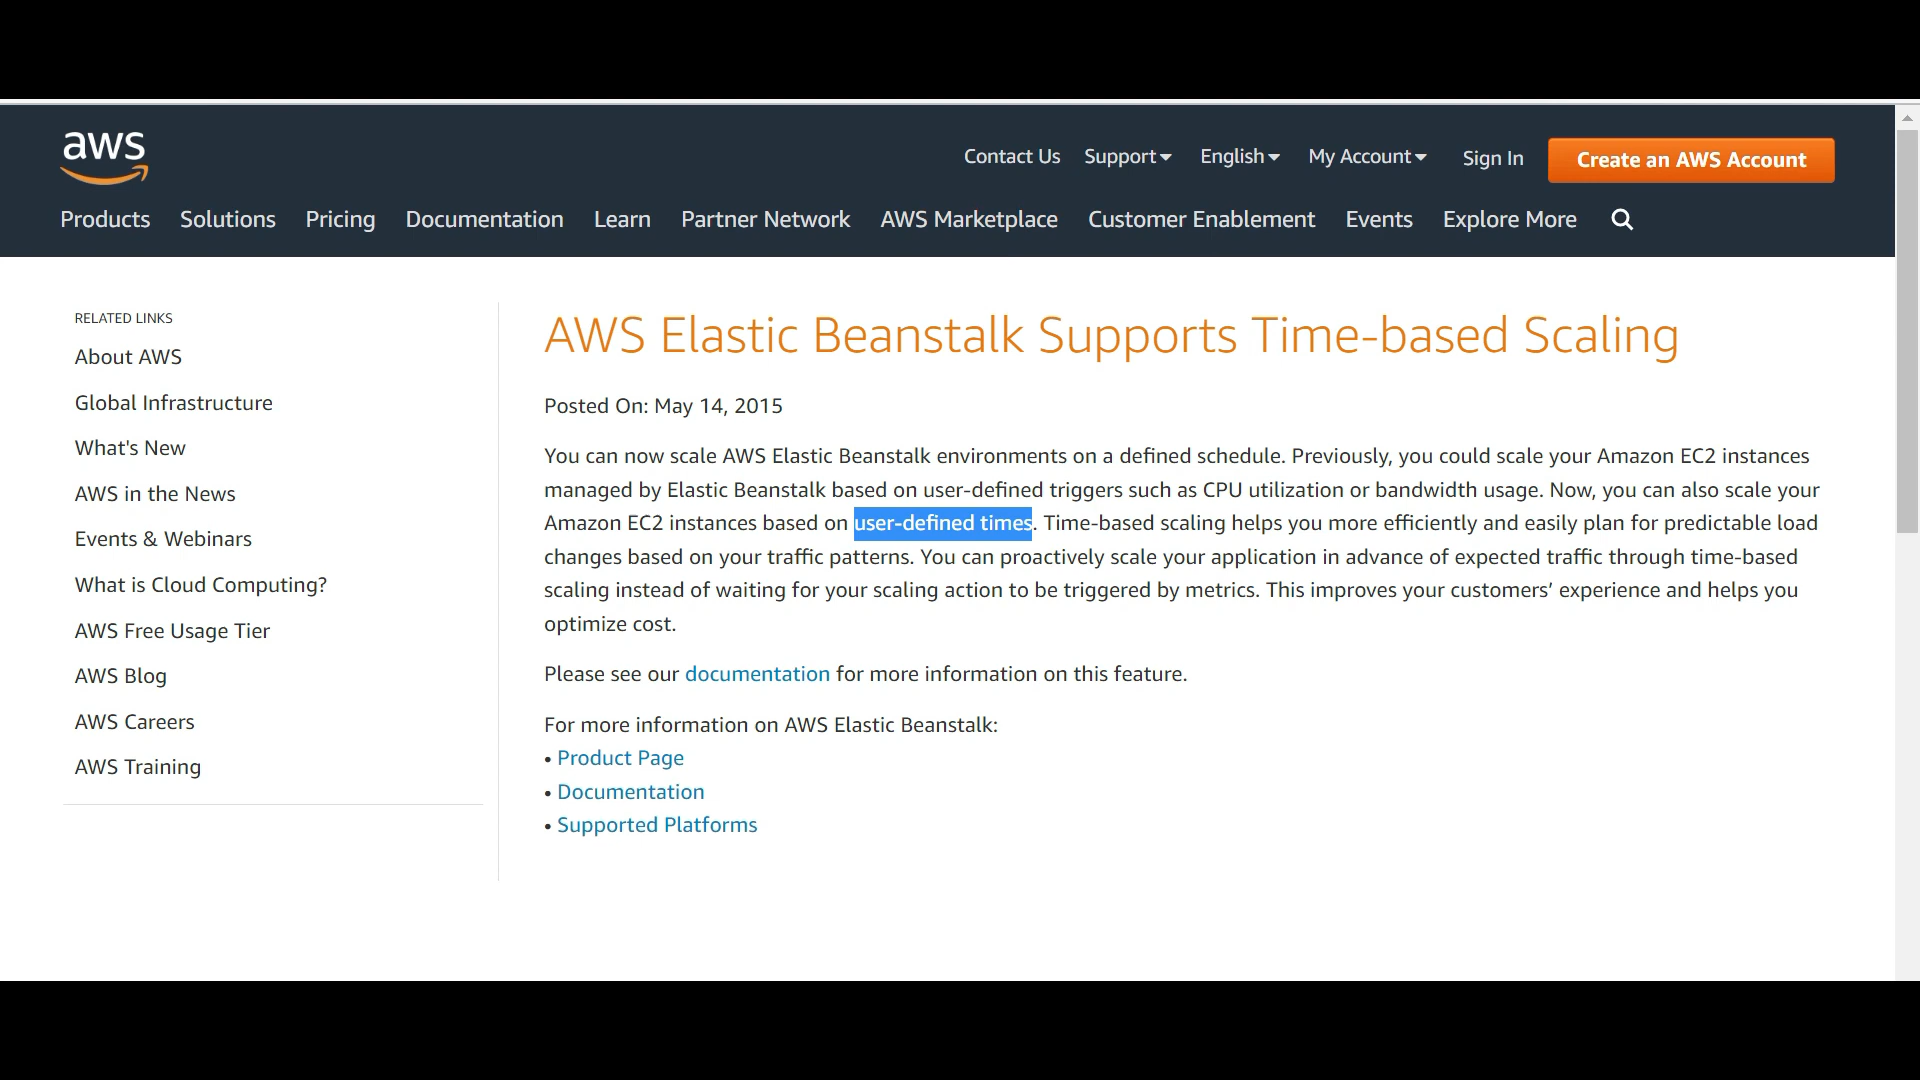 aws
Contact Us Support English My Account Sign In Create an AWS Account
Products Solutions Pricing Documentation Learn Partner Network AWS Marketplace Customer Enablement Events Explore More
RELATED LINKS
About AWS
Global Infrastructure
What's New
AWS in the News
Events & Webinars
What is Cloud Computing?
AWS Free Usage Tier
AWS Blog
AWS Careers
AWS Training
AWS Elastic Beanstalk Supports Time-based Scaling
Posted On: May 14, 2015
You can now scale AWS Elastic Beanstalk environments on a defined schedule. Previously, you could scale your Amazon EC2 instances
managed by Elastic Beanstalk based on user-defined triggers such as CPU utilization or bandwidth usage. Now, you can also scale your
Amazon EC2 instances based on user-defined times. Time-based scaling helps you more efficiently and easily plan for predictable load
changes based on your traffic patterns. You can proactively scale your application in advance of expected traffic through time-based
scaling instead of waiting for your scaling action to be triggered by metrics. This improves your customers’ experience and helps you
optimize cost.
Please see our documentation for more information on this feature.
For more information on AWS Elastic Beanstalk:
• Product Page
• Documentation
• Supported Platforms